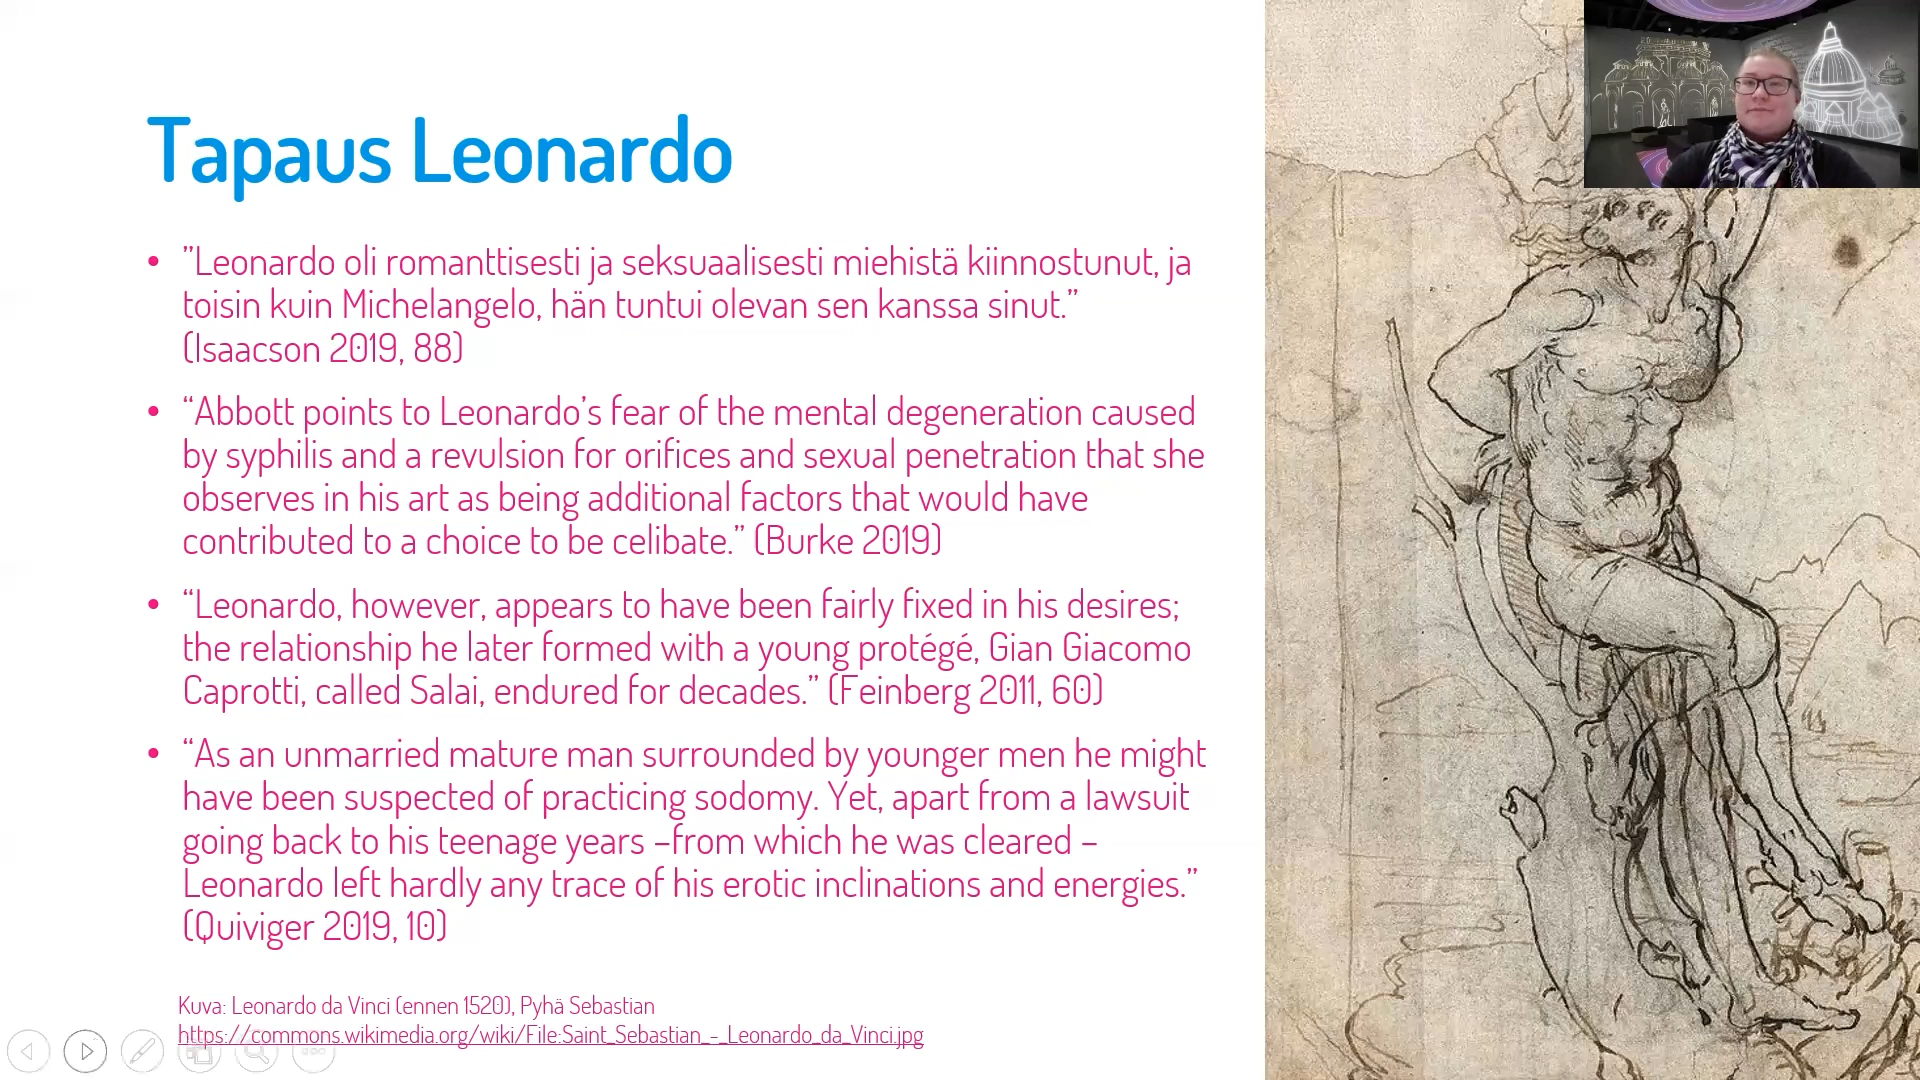 Tapaus Leonardo
• ”Leonardo oli romanttisesti ja seksuaalisesti miehistä kiinnostunut, ja
toisin kuin Michelangelo, hän tuntui olevan sen kanssa sinut.”
(Isaacson 2019, 88)
• “Abbott points to Leonardo’s fear of the mental degeneration caused
by syphilis and a revulsion for orifices and sexual penetration that she
observes in his art as being additional factors that would have
contributed to a choice to be celibate.” (Burke 2019)
• “Leonardo, however, appears to have been fairly fixed in his desires;
the relationship he later formed with a young protégé, Gian Giacomo
Caprotti, called Salai, endured for decades.” (Feinberg 2011, 60)
• “As an unmarried mature man surrounded by younger men he might
have been suspected of practicing sodomy. Yet, apart from a lawsuit
going back to his teenage years –from which he was cleared –
Leonardo left hardly any trace of his erotic inclinations and energies.”
(Quiviger 2019, 10)
Kuva: Leonardo da Vinci (ennen 1520), Pyhä Sebastian
https://commons.wikimedia.org/wiki/File:Saint_Sebastian_-_Leonardo_da_Vinci.jpg